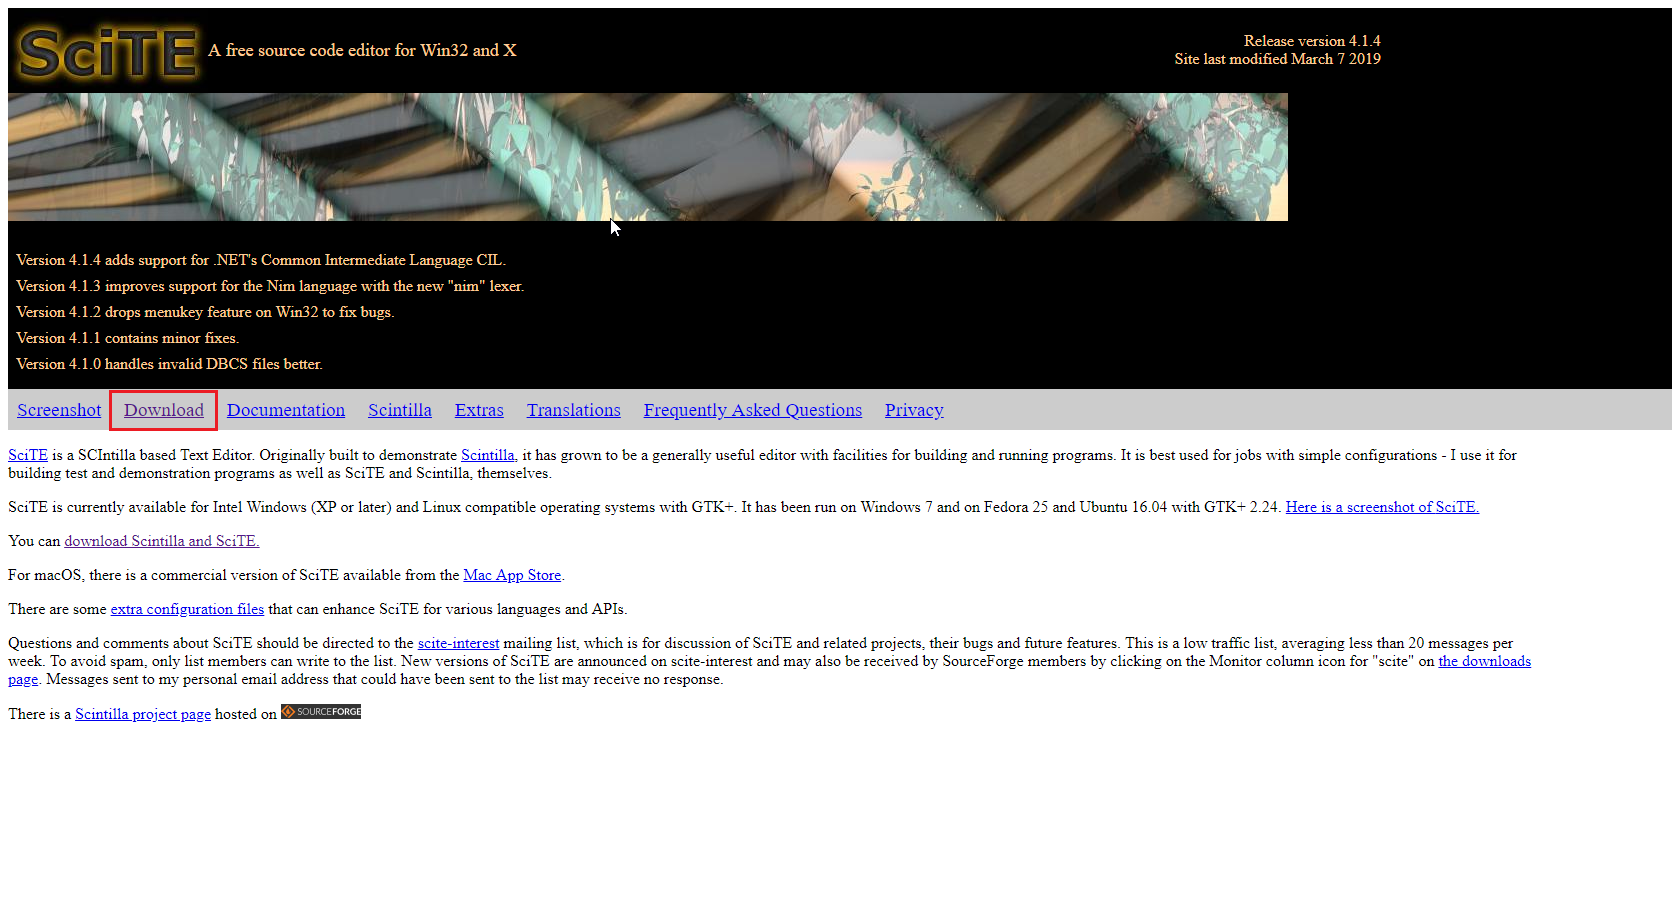 SciTE
A free source code editor for Win32 and X
Release version 4.1.4
Site last modified March 7 2019
Version 4.1.4 adds support for .NET's Common Intermediate Language CIL.
Version 4.1.3 improves support for the Nim language with the new "nim" lexer.
Version 4.1.2 drops menukey feature on Win32 to fix bugs.
Version 4.1.1 contains minor fixes.
Version 4.1.0 handles invalid DBCS files better.
Screenshot Download Documentation Scintilla Extras Translations Frequently Asked Questions Privacy
SciTE is a SCIntilla based Text Editor. Originally built to demonstrate Scintilla, it has grown to be a generally useful editor with facilities for building and running programs. It is best used for jobs with simple configurations - I use it for
building test and demonstration programs as well as SciTE and Scintilla, themselves.
SciTE is currently available for Intel Windows (XP or later) and Linux compatible operating systems with GTK+. It has been run on Windows 7 and on Fedora 25 and Ubuntu 16.04 with GTK+ 2.24. Here is a screenshot of SciTE.
You can download Scintilla and SciTE.
For macOS, there is a commercial version of SciTE available from the Mac App Store.
There are some extra configuration files that can enhance SciTE for various languages and APIs.
Questions and comments about SciTE should be directed to the scite-interest mailing list, which is for discussion of SciTE and related projects, their bugs and future features. This is a low traffic list, averaging less than 20 messages per
week. To avoid spam, only list members can write to the list. New versions of SciTE are announced on scite-interest and may also be received by SourceForge members by clicking on the Monitor column icon for "scite" on the downloads
page. Messages sent to my personal email address that could have been sent to the list may receive no response.
There is a Scintilla project page hosted on SOURCEFORGE